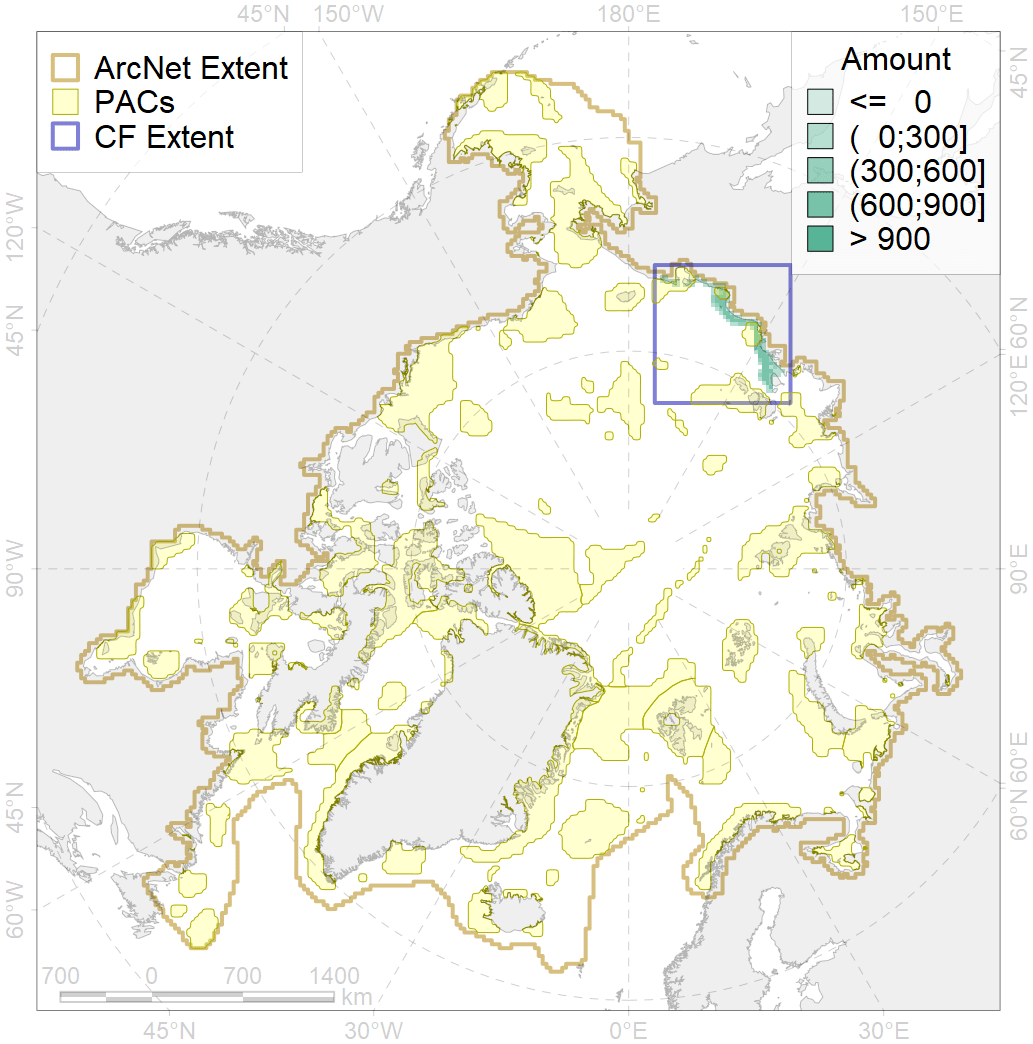 45°N 150°W 180°E 150°E
ArcNet Extent
PACs
CF Extent
Amount
<= 0
( 0;300]
(300;600]
(600;900]
> 900
45°N
120°W
45°N
90°W
45°N
60°W
60°N
120°E
90°E
60°E
60°N
700 0 700 1400
km
45°N 30°W 0°E 30°E